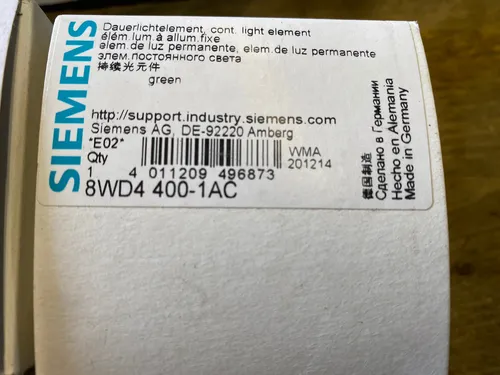 SIEMENS
Dauerlichtelement, cont. light element
élém.lum.à allum.fixe
elem.de luz permanente, elem.de luz permanente
элем.постоянного света
持续光元件
green
http://support.industry.siemens.com
Siemens AG, DE-92220 Amberg
*E02*
Qty
1
4 011209 496873
WMA
201214
8WD4 400-1AC
德国制造
Сделано в Германии
Hecho en Alemania
Made in Germany